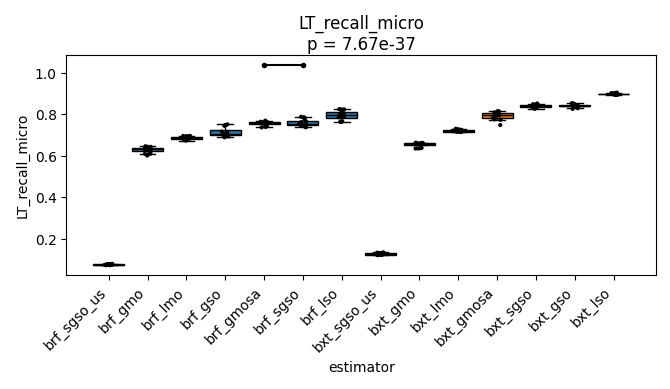 LT_recall_micro
p = 7.67e-37
LT_recall_micro
1.0
0.8
0.6
0.4
0.2
brf_sgso_us
brf_gmo
brf_lmo
brf_gso
brf_gmosa
brf_sgso
brf_lso
bxt_sgso_us
bxt_gmo
bxt_lmo
bxt_gmosa
bxt_sgso
bxt_gso
bxt_lso
estimator